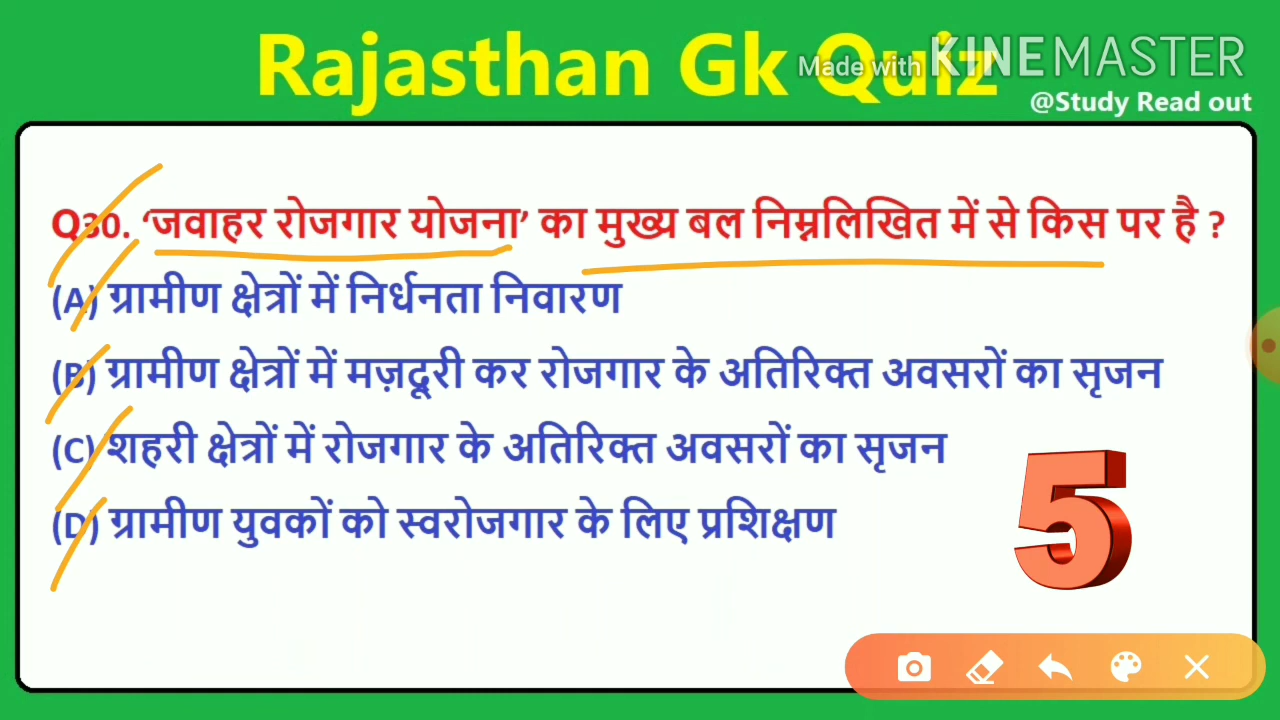 Rajasthan Gk Quiz
Made with KINEMASTER
@Study Read out
Q30. ‘जवाहर रोजगार योजना’ का मुख्य बल निम्नलिखित में से किस पर है ?
(A) ग्रामीण क्षेत्रों में निर्धनता निवारण
(B) ग्रामीण क्षेत्रों में मज़दूरी कर रोजगार के अतिरिक्त अवसरों का सृजन
(C) शहरी क्षेत्रों में रोजगार के अतिरिक्त अवसरों का सृजन
(D) ग्रामीण युवकों को स्वरोजगार के लिए प्रशिक्षण
5